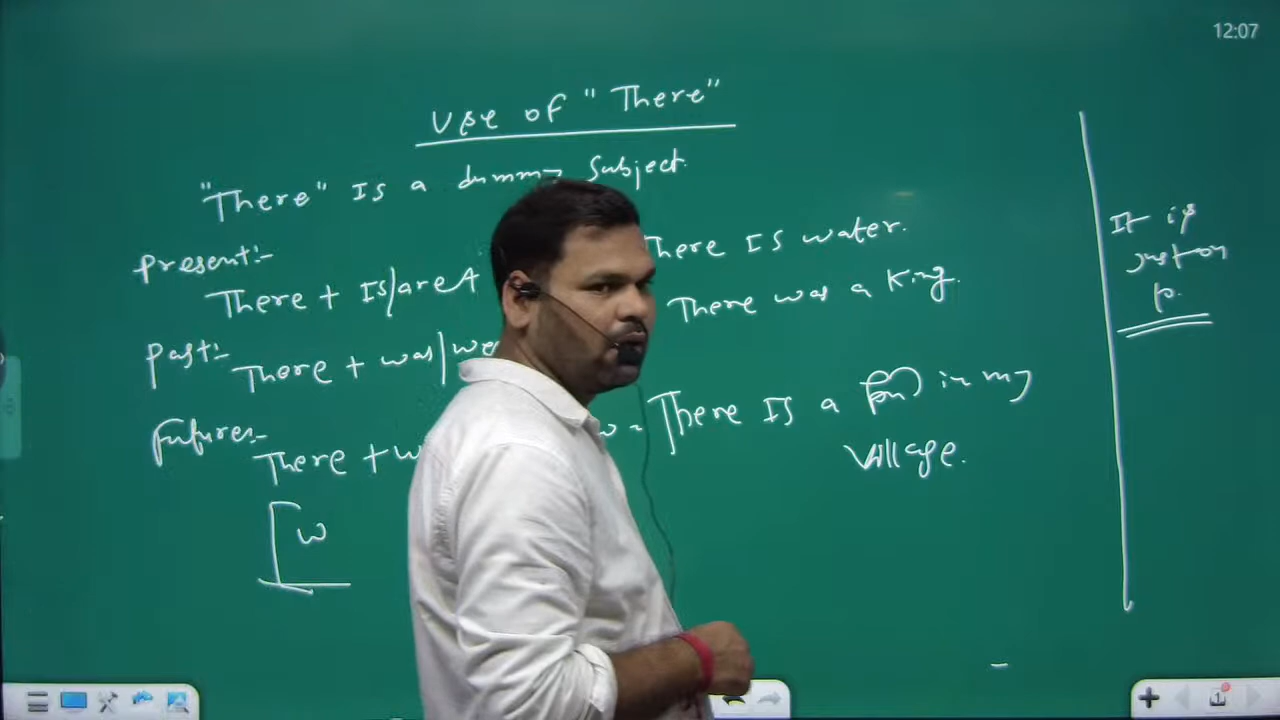 12:07
Use of "There"
"There" Is a dummy Subject.
Present:-
There + Is/are+ There Is water.
Past:-
There + was/we There was a King.
Future:-
There + w w - There Is a in my
village.
w
It is
just on
p.